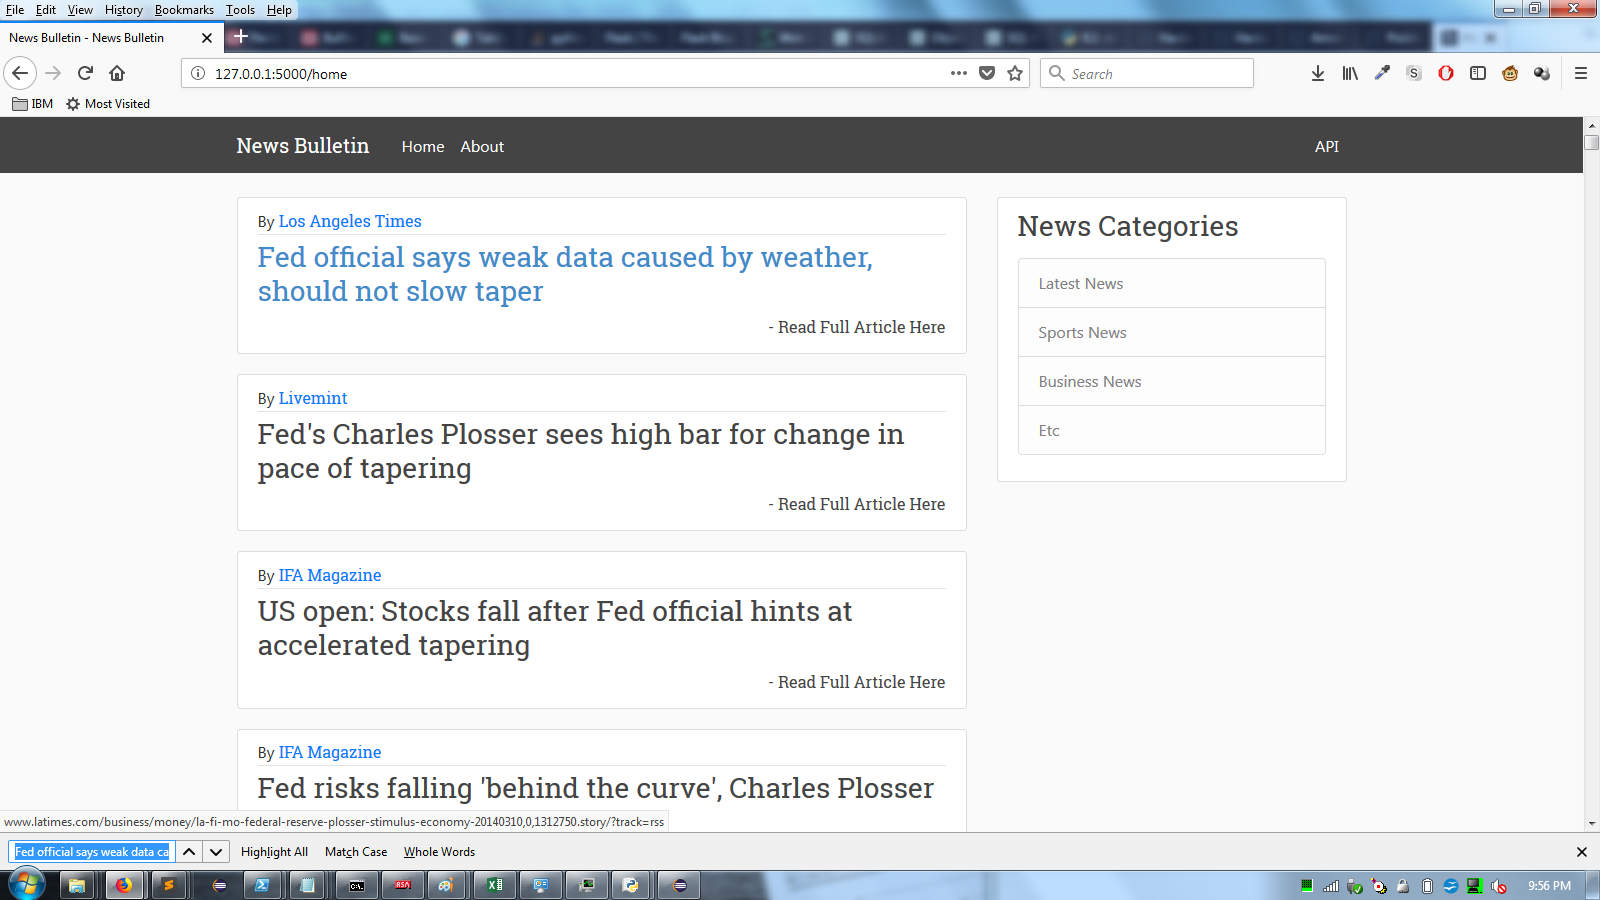 File Edit View History Bookmarks Tools Help
News Bulletin - News Bulletin
127.0.0.1:5000/home
Search
IBM Most Visited
News Bulletin Home About API
By Los Angeles Times
Fed official says weak data caused by weather,
should not slow taper
- Read Full Article Here
By Livemint
Fed's Charles Plosser sees high bar for change in
pace of tapering
- Read Full Article Here
By IFA Magazine
US open: Stocks fall after Fed official hints at
accelerated tapering
- Read Full Article Here
By IFA Magazine
Fed risks falling 'behind the curve', Charles Plosser
News Categories
Latest News
Sports News
Business News
Etc
www.latimes.com/business/money/la-fi-mo-federal-reserve-plosser-stimulus-economy-20140310,0,1312750.story/?track=rss
Fed official says weak data ca Highlight All Match Case Whole Words
9:56 PM